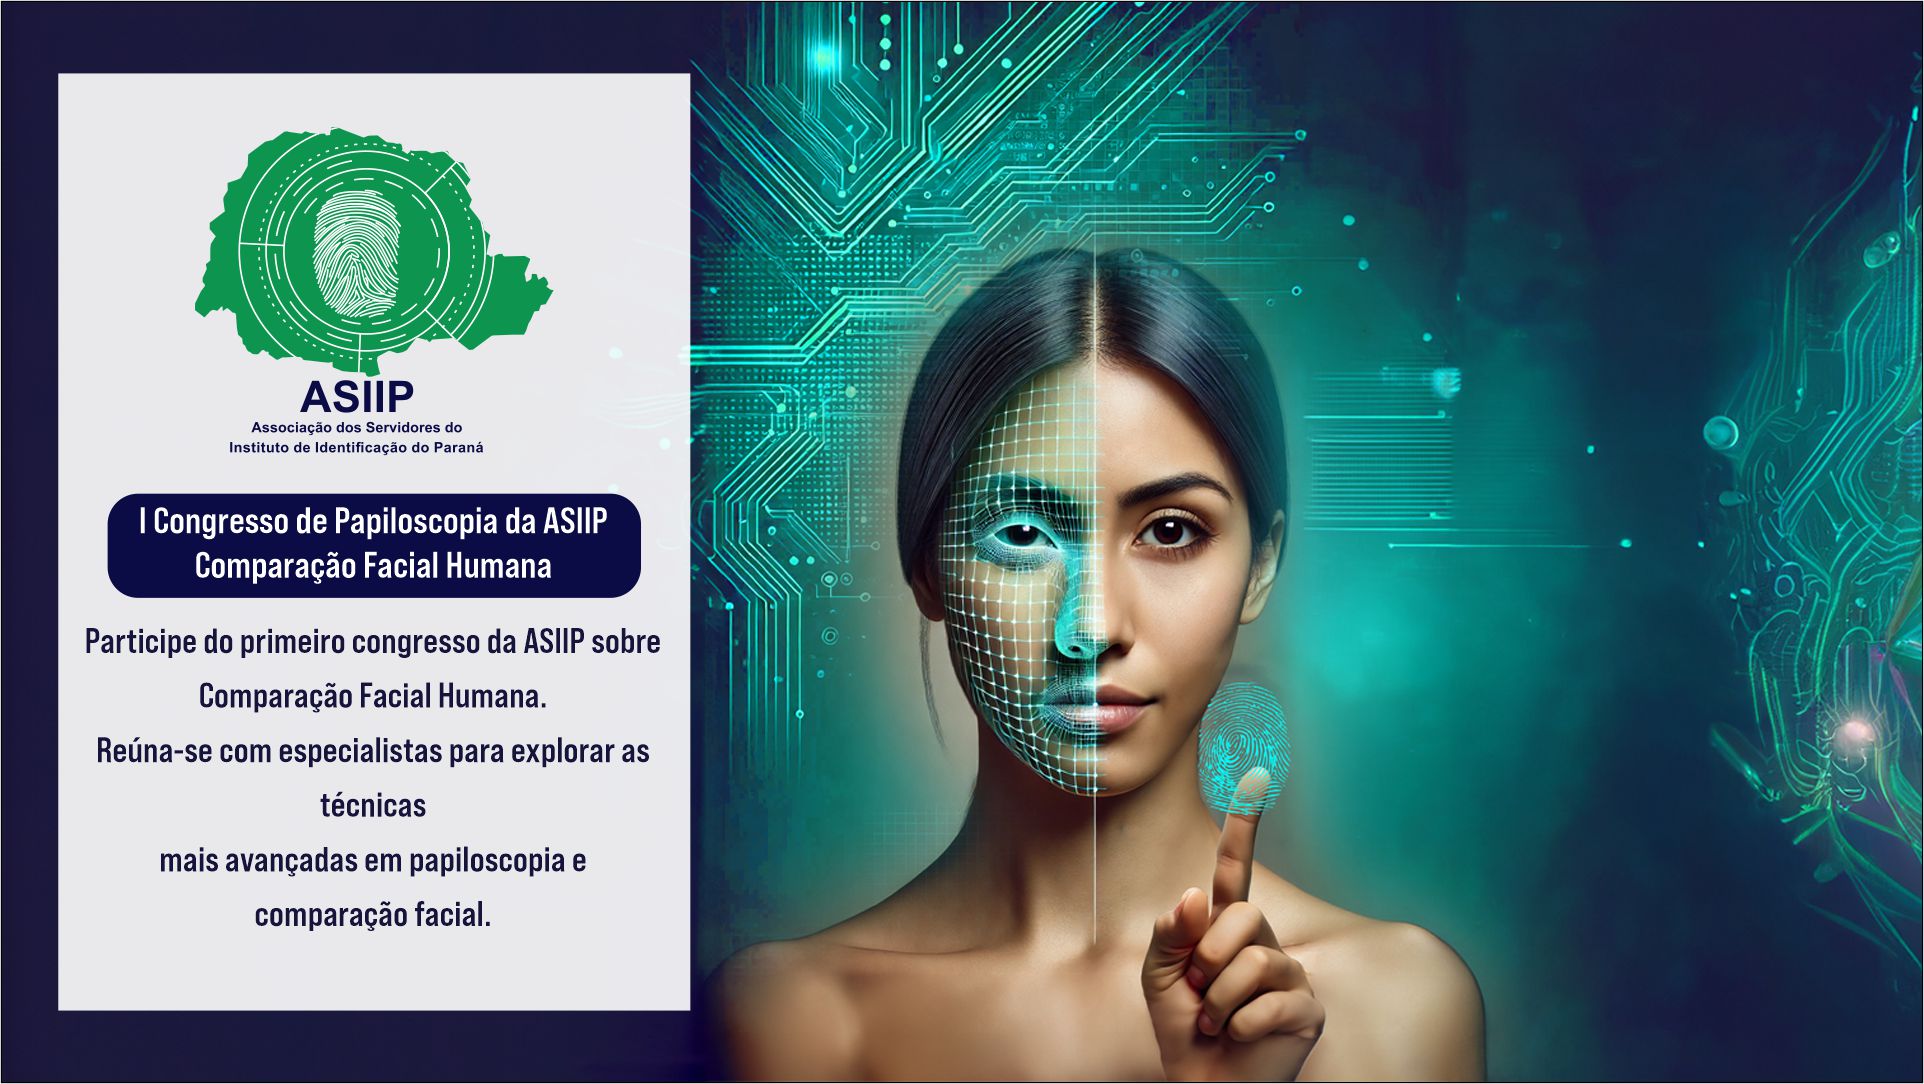 ASIIP
Associação dos Servidores do
Instituto de Identificação do Paraná
I Congresso de Papiloscopia da ASIIP
Comparação Facial Humana
Participe do primeiro congresso da ASIIP sobre
Comparação Facial Humana.
Reúna-se com especialistas para explorar as
técnicas
mais avançadas em papiloscopia e
comparação facial.